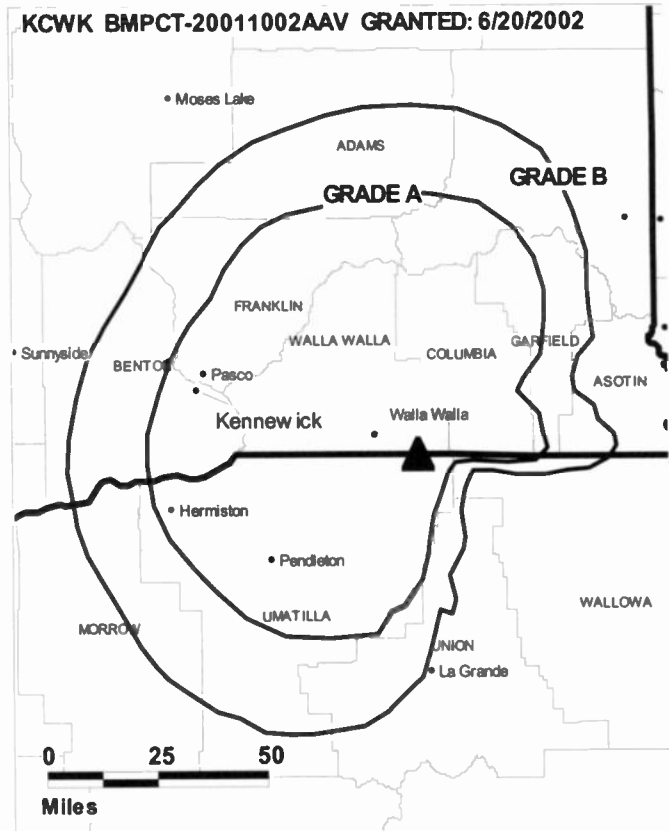 KCWK BMPCT-20011002AAV GRANTED: 6/20/2002
Moses Lake
ADAMS
GRADE B
GRADE A
FRANKLIN
WALLA WALLA
GARFIELD
Sunnyside
COLUMBIA
BENTON
Pasco
ASOTIN
Kennewick
Walla Walla
Hermiston
Pendleton
WALLOWA
UMATILLA
MORROW
UNION
La Grande
0 25 50
Miles